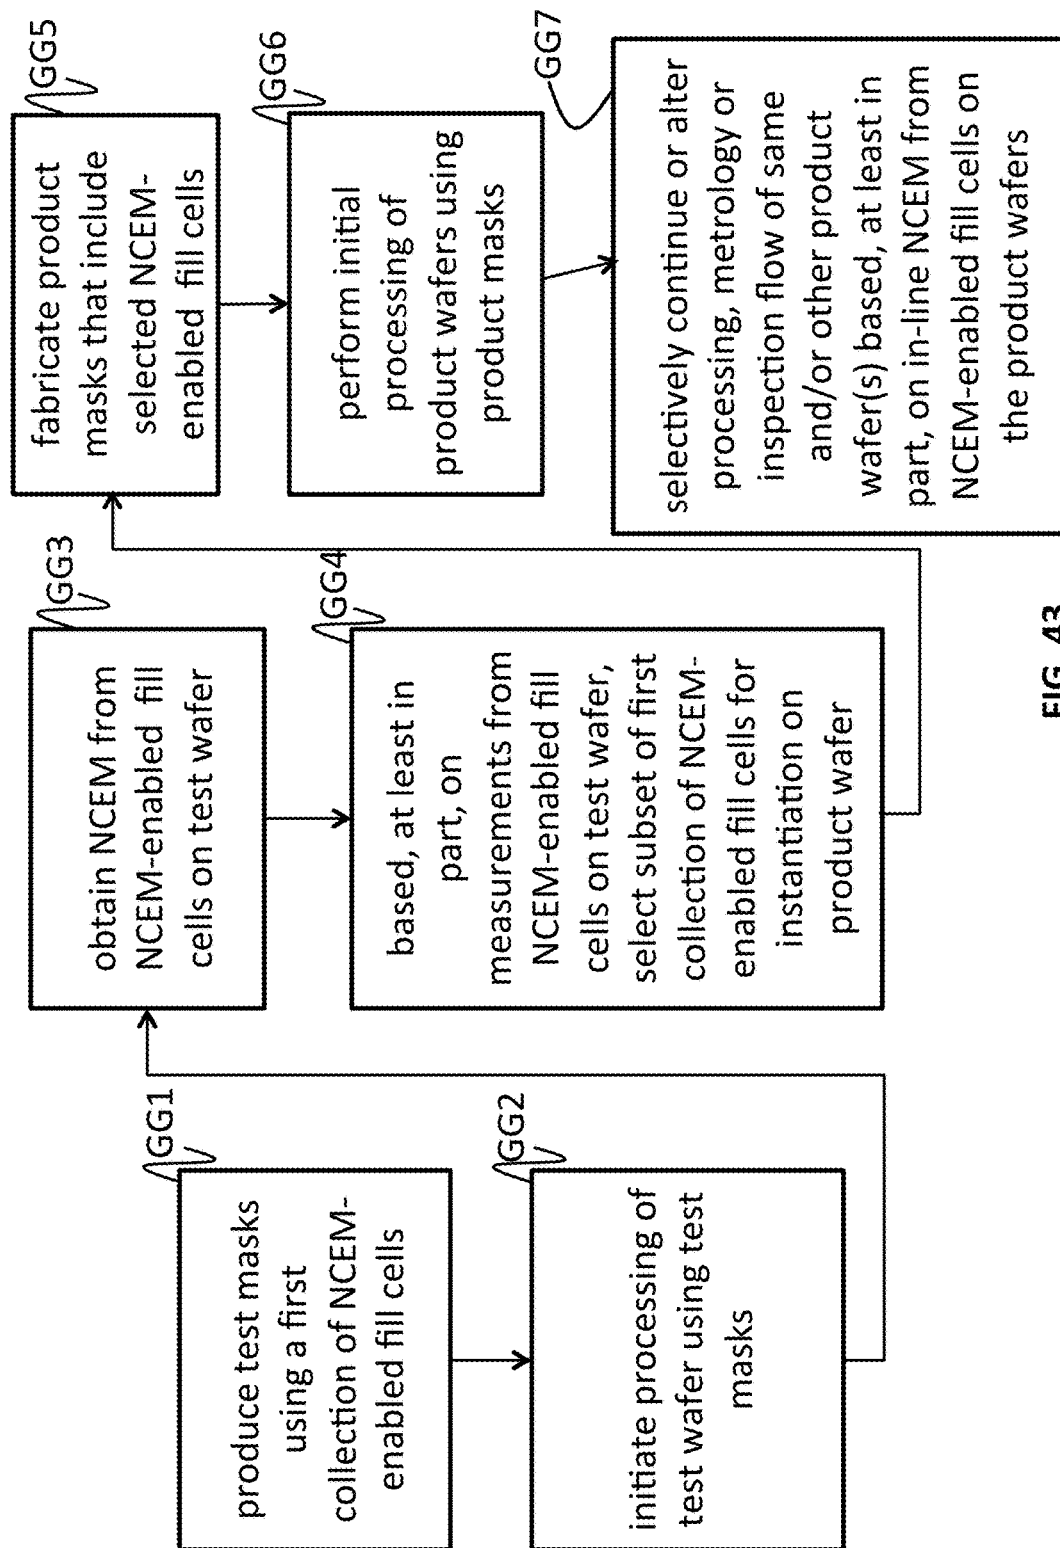 GG1
produce test masks
using a first
collection of NCEM-
enabled fill cells
GG2
initiate processing of
test wafer using test
masks
GG3
obtain NCEM from
NCEM-enabled fill
cells on test wafer
GG4
based, at least in
part, on
measurements from
NCEM-enabled fill
cells on test wafer,
select subset of first
collection of NCEM-
enabled fill cells for
instantiation on
product wafer
GG5
fabricate product
masks that include
selected NCEM-
enabled fill cells
GG6
perform initial
processing of
product wafers using
product masks
GG7
selectively continue or alter
processing, metrology or
inspection flow of same
and/or other product
wafer(s) based, at least in
part, on in-line NCEM from
NCEM-enabled fill cells on
the product wafers
FIG. 43